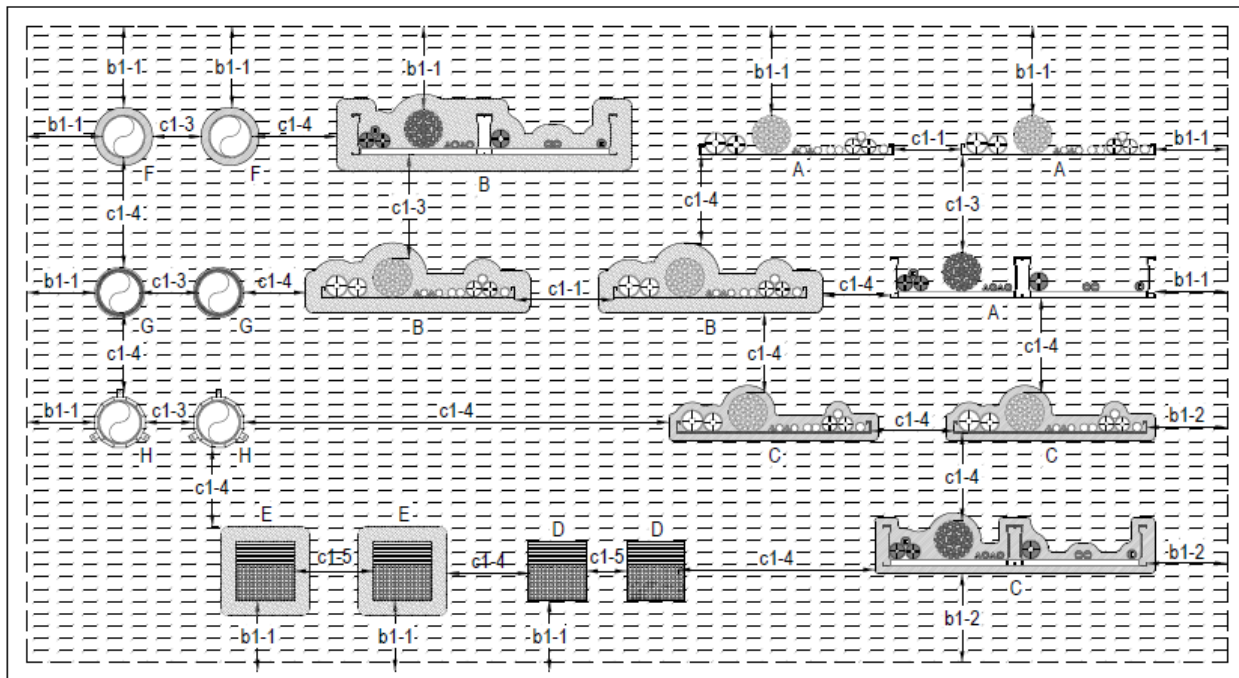 b1-1 b1-1 b1-1 b1-1 b1-1
b1-1 c1-3 c1-4 c1-1 b1-1
F F B A A
c1-4 c1-3 c1-4 c1-3
b1-1 c1-3 c1-4 c1-1 c1-4 b1-1
G G B B A
c1-4 c1-4 c1-4
b1-1 c1-3 c1-4 c1-4 b1-2
H H C C
c1-4 c1-4
E E D D
c1-5 c1-4 c1-5 c1-4 b1-2
C
b1-1 b1-1 b1-1 b1-2